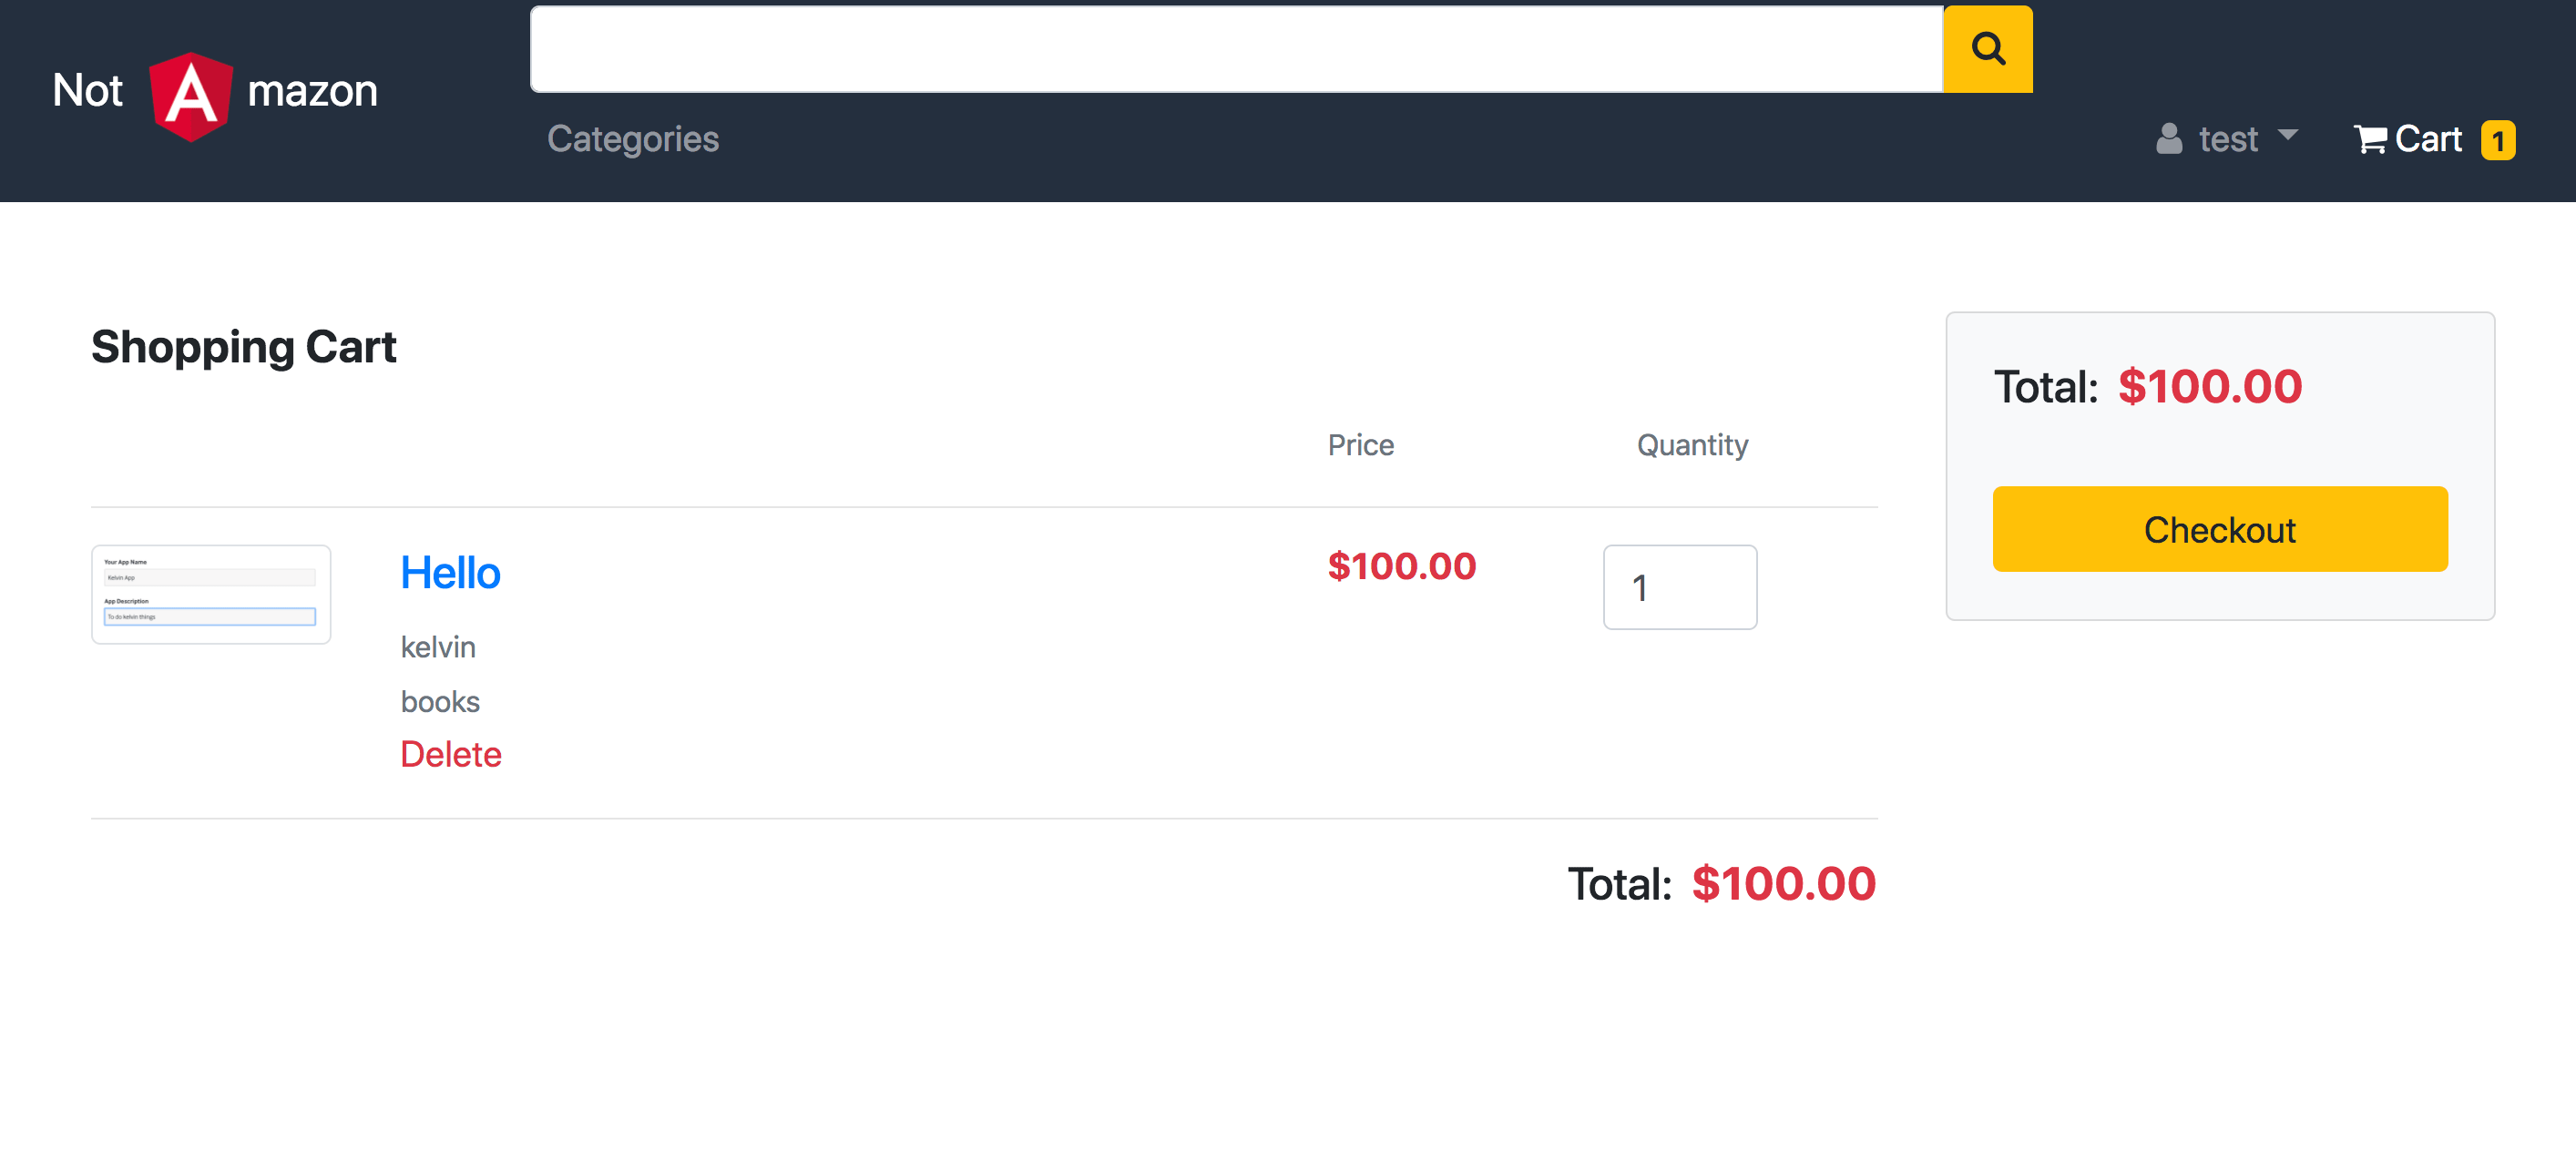 Not A mazon
Categories
test
Cart 1
Shopping Cart
Price Quantity
Your App Name
Kelvin App
App Description
To do kelvin things
Hello
kelvin
books
Delete
$100.00
1
Total: $100.00
Total: $100.00
Checkout